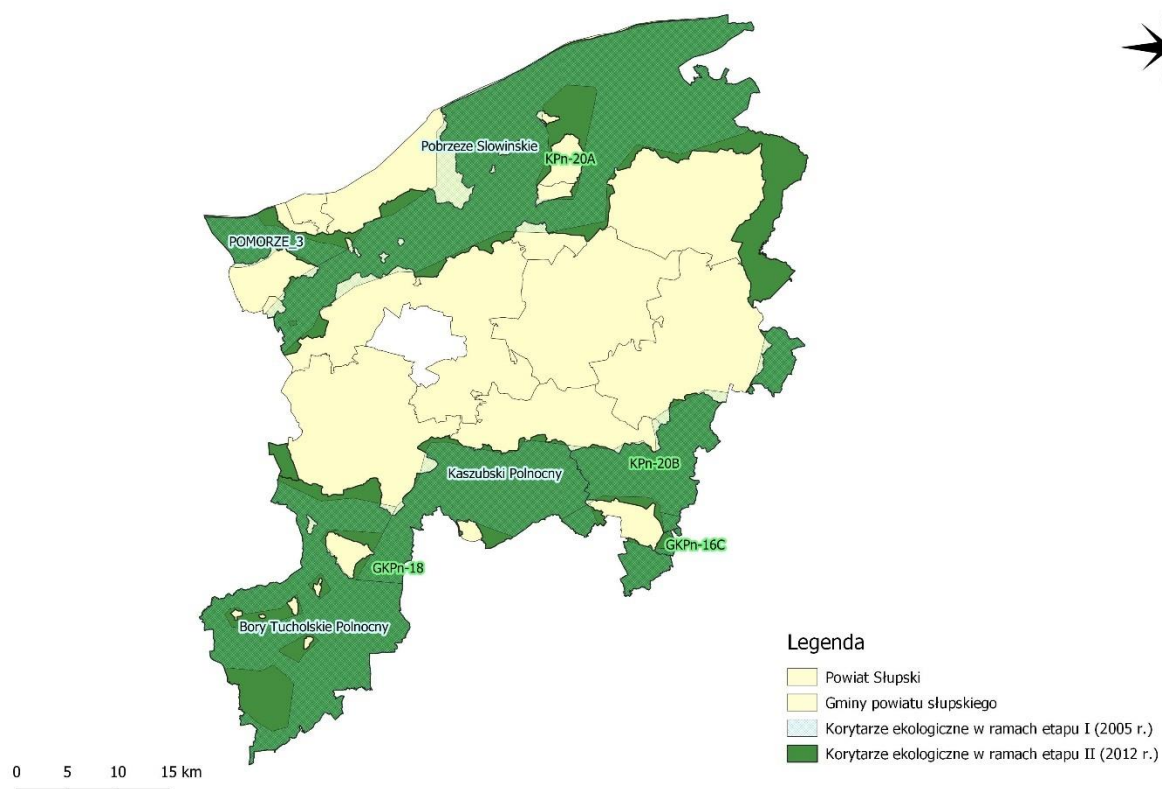 Pobrzeze Slowinskie
KPn-20A
POMORZE_3
KPn-20B
Kaszubski Polnocny
GKPn-16C
GKPn-18
Bory Tucholskie Polnocny
Legenda
Powiat Słupski
Gminy powiatu słupskiego
Korytarze ekologiczne w ramach etapu I (2005 r.)
Korytarze ekologiczne w ramach etapu II (2012 r.)
0 5 10 15 km